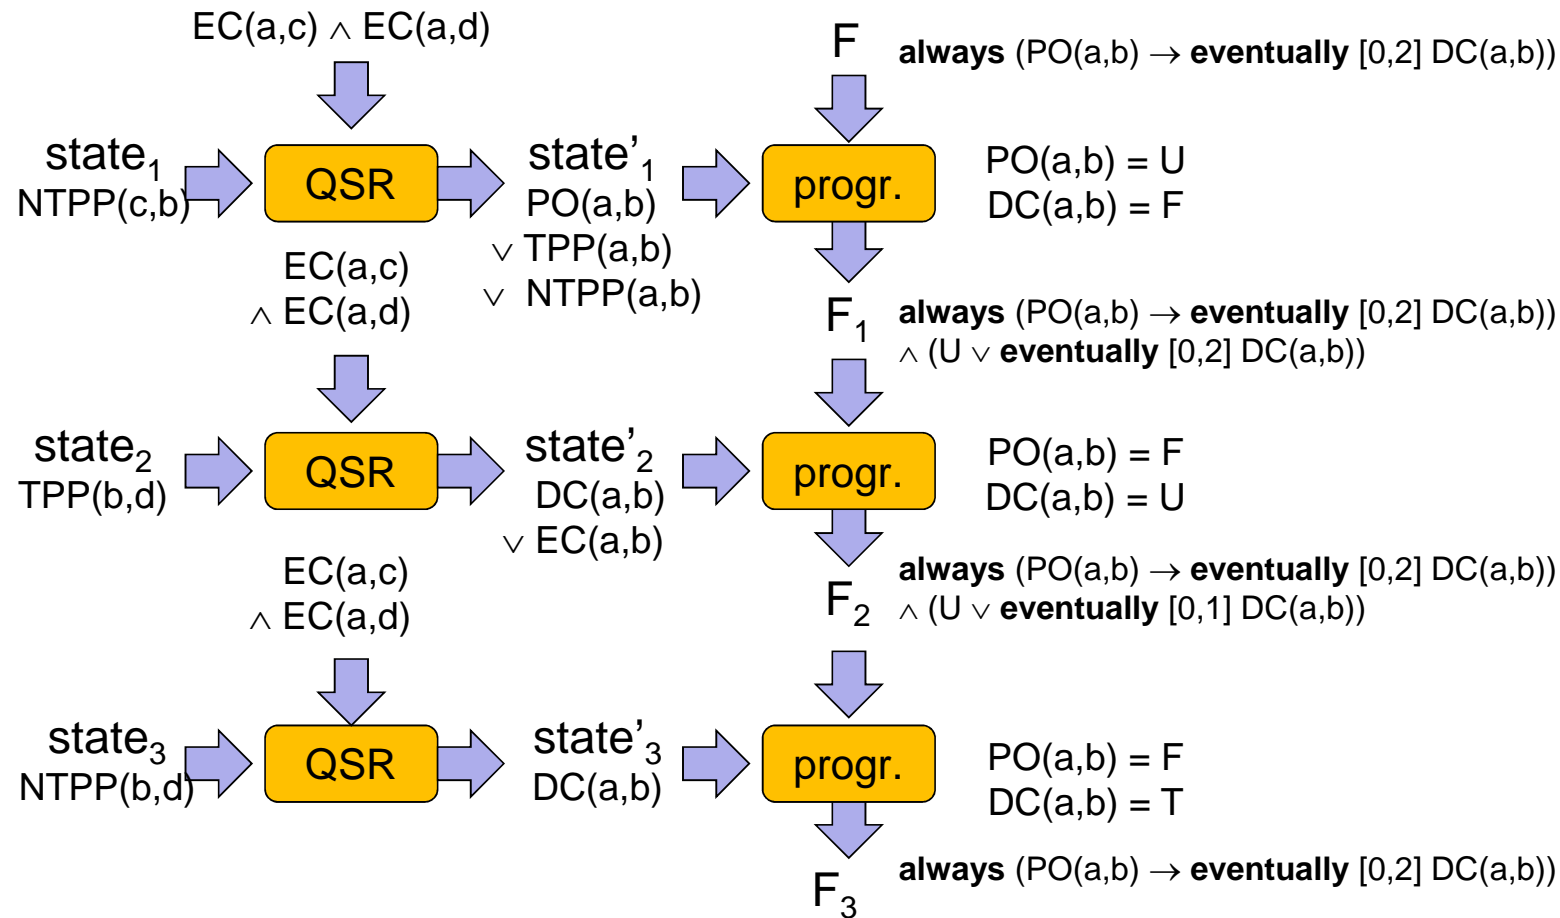 EC(a,c) ∧ EC(a,d)
F
always (PO(a,b) → eventually [0,2] DC(a,b))
state₁
NTPP(c,b)
QSR
state’₁
PO(a,b)
∨ TPP(a,b)
∨ NTPP(a,b)
progr.
PO(a,b) = U
DC(a,b) = F
EC(a,c)
∧ EC(a,d)
F₁
always (PO(a,b) → eventually [0,2] DC(a,b))
∧ (U ∨ eventually [0,2] DC(a,b))
state₂
TPP(b,d)
QSR
state’₂
DC(a,b)
∨ EC(a,b)
progr.
PO(a,b) = F
DC(a,b) = U
EC(a,c)
∧ EC(a,d)
F₂
always (PO(a,b) → eventually [0,2] DC(a,b))
∧ (U ∨ eventually [0,1] DC(a,b))
state₃
NTPP(b,d)
QSR
state’₃
DC(a,b)
progr.
PO(a,b) = F
DC(a,b) = T
F₃
always (PO(a,b) → eventually [0,2] DC(a,b))